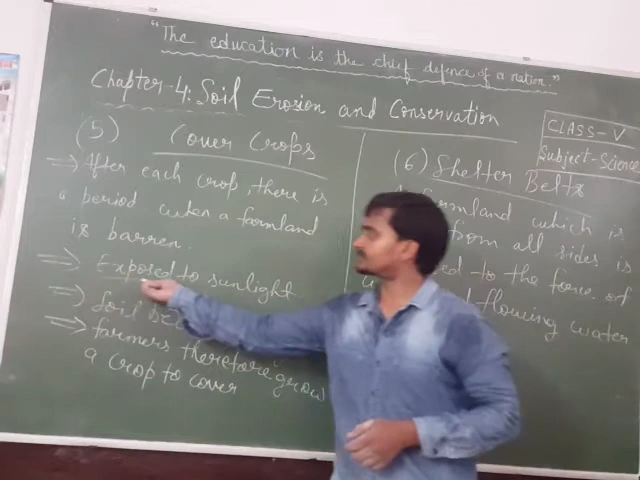 "The education is the chief defence of a nation."
Chapter-4: Soil Erosion and Conservation
CLASS-V
Subject-Science
(5) Cover Crops
⇒ After each crop, there is
a period when a farmland
is barren.
⇒ Exposed to sunlight
⇒ Soil
⇒ farmers therefore grow
a crop to cover
(6) Shelter Belts
A farmland which is
from all sides is
to the force of
flowing water